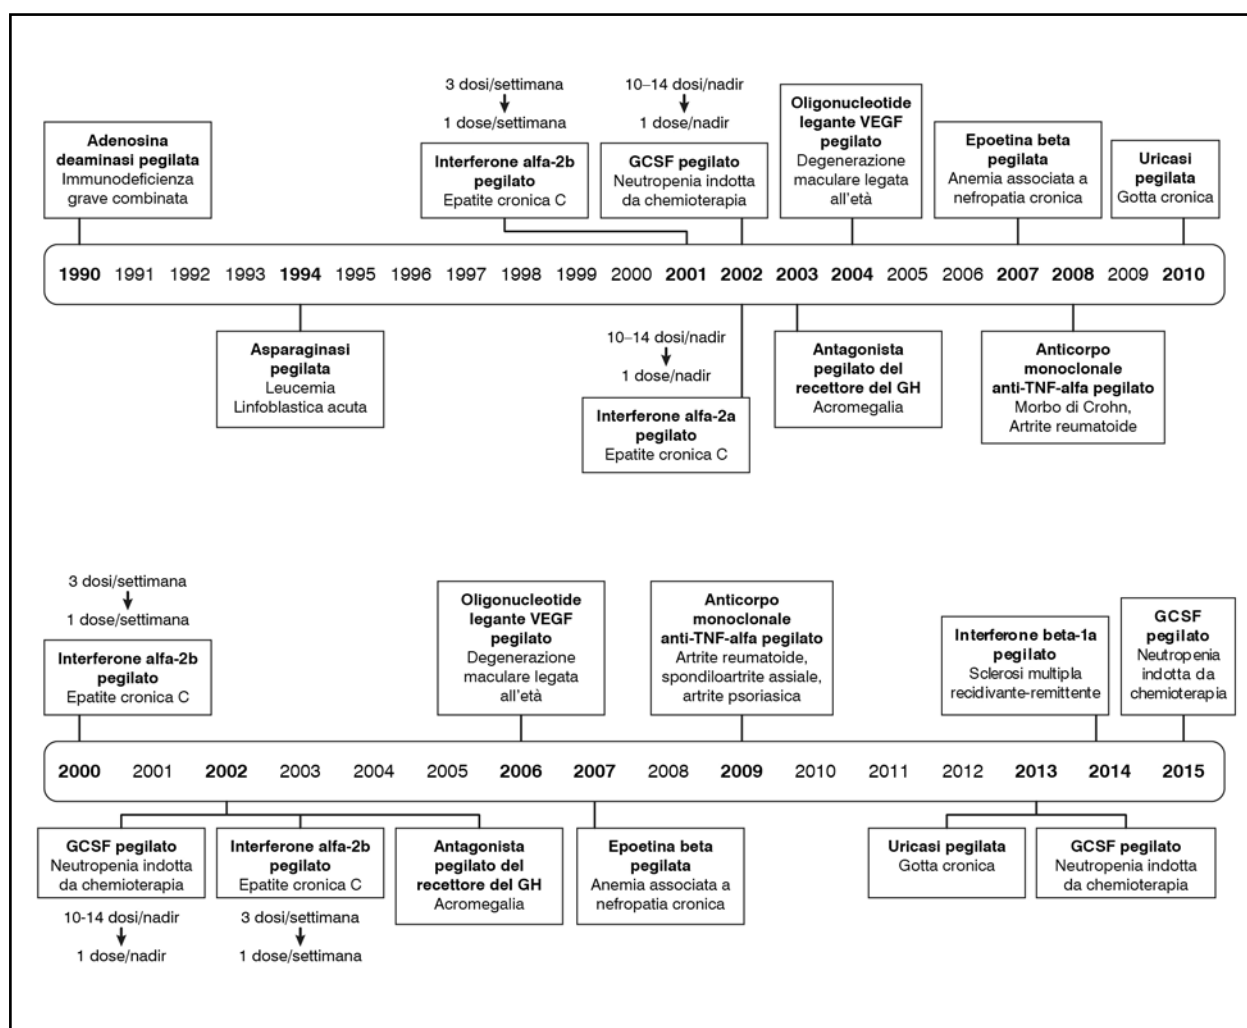 3 dosi/settimana
1 dose/settimana
Interferone alfa-2b
pegilato
Epatite cronica C
10–14 dosi/nadir
1 dose/nadir
GCSF pegilato
Neutropenia indotta
da chemioterapia
Oligonucleotide
legante VEGF
pegilato
Degenerazione
maculare legata
all'età
Epoetina beta
pegilata
Anemia associata a
nefropatia cronica
Uricasi
pegilata
Gotta cronica
Adenosina
deaminasi pegilata
Immunodeficienza
grave combinata
1990 1991 1992 1993 1994 1995 1996 1997 1998 1999 2000 2001 2002 2003 2004 2005 2006 2007 2008 2009 2010
Asparaginasi
pegilata
Leucemia
Linfoblastica acuta
10–14 dosi/nadir
1 dose/nadir
Interferone alfa-2a
pegilato
Epatite cronica C
Antagonista
pegilato del
recettore del GH
Acromegalia
Anticorpo
monoclonale
anti-TNF-alfa pegilato
Morbo di Crohn,
Artrite reumatoide
3 dosi/settimana
1 dose/settimana
Interferone alfa-2b
pegilato
Epatite cronica C
Oligonucleotide
legante VEGF
pegilato
Degenerazione
maculare legata
all'età
Anticorpo
monoclonale
anti-TNF-alfa pegilato
Artrite reumatoide,
spondiloartrite assiale,
artrite psoriasica
Interferone beta-1a
pegilato
Sclerosi multipla
recidivante-remittente
GCSF
pegilato
Neutropenia
indotta da
chemioterapia
2000 2001 2002 2003 2004 2005 2006 2007 2008 2009 2010 2011 2012 2013 2014 2015
GCSF pegilato
Neutropenia indotta
da chemioterapia
10-14 dosi/nadir
1 dose/nadir
Interferone alfa-2b
pegilato
Epatite cronica C
3 dosi/settimana
1 dose/settimana
Antagonista
pegilato del
recettore del GH
Acromegalia
Epoetina beta
pegilata
Anemia associata a
nefropatia cronica
Uricasi pegilata
Gotta cronica
GCSF pegilato
Neutropenia indotta
da chemioterapia